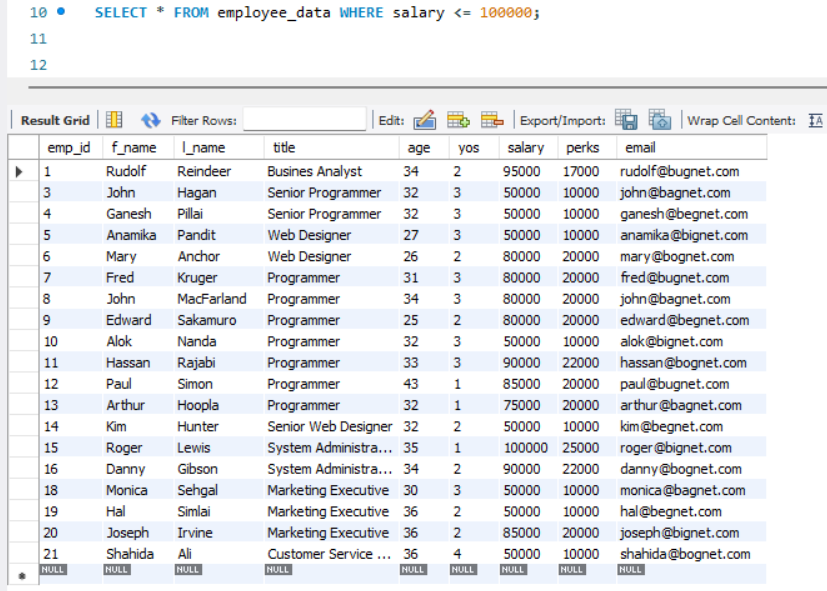 10 SELECT * FROM employee_data WHERE salary <= 100000;
11
12
Result Grid Filter Rows: Edit: Export/Import: Wrap Cell Content: IA
emp_id f_name l_name title age yos salary perks email
1 Rudolf Reindeer Busines Analyst 34 2 95000 17000 rudolf@bugnet.com
3 John Hagan Senior Programmer 32 3 50000 10000 john@bagnet.com
4 Ganesh Pillai Senior Programmer 32 3 50000 10000 ganesh@begnet.com
5 Anamika Pandit Web Designer 27 3 50000 10000 anamika@bignet.com
6 Mary Anchor Web Designer 26 2 80000 20000 mary@bognet.com
7 Fred Kruger Programmer 31 3 80000 20000 fred@bugnet.com
8 John MacFarland Programmer 34 3 80000 20000 john@bagnet.com
9 Edward Sakamuro Programmer 25 2 80000 20000 edward@begnet.com
10 Alok Nanda Programmer 32 3 50000 10000 alok@bignet.com
11 Hassan Rajabi Programmer 33 3 90000 22000 hassan@bognet.com
12 Paul Simon Programmer 43 1 85000 20000 paul@bugnet.com
13 Arthur Hoopla Programmer 32 1 75000 20000 arthur@bagnet.com
14 Kim Hunter Senior Web Designer 32 2 50000 10000 kim@begnet.com
15 Roger Lewis System Administra... 35 1 100000 25000 roger@bignet.com
16 Danny Gibson System Administra... 34 2 90000 22000 danny@bognet.com
18 Monica Sehgal Marketing Executive 30 3 50000 10000 monica@bagnet.com
19 Hal Simlai Marketing Executive 36 2 50000 10000 hal@begnet.com
20 Joseph Irvine Marketing Executive 36 2 85000 20000 joseph@bignet.com
21 Shahida Ali Customer Service ... 36 4 50000 10000 shahida@bognet.com
NULL NULL NULL NULL NULL NULL NULL NULL NULL